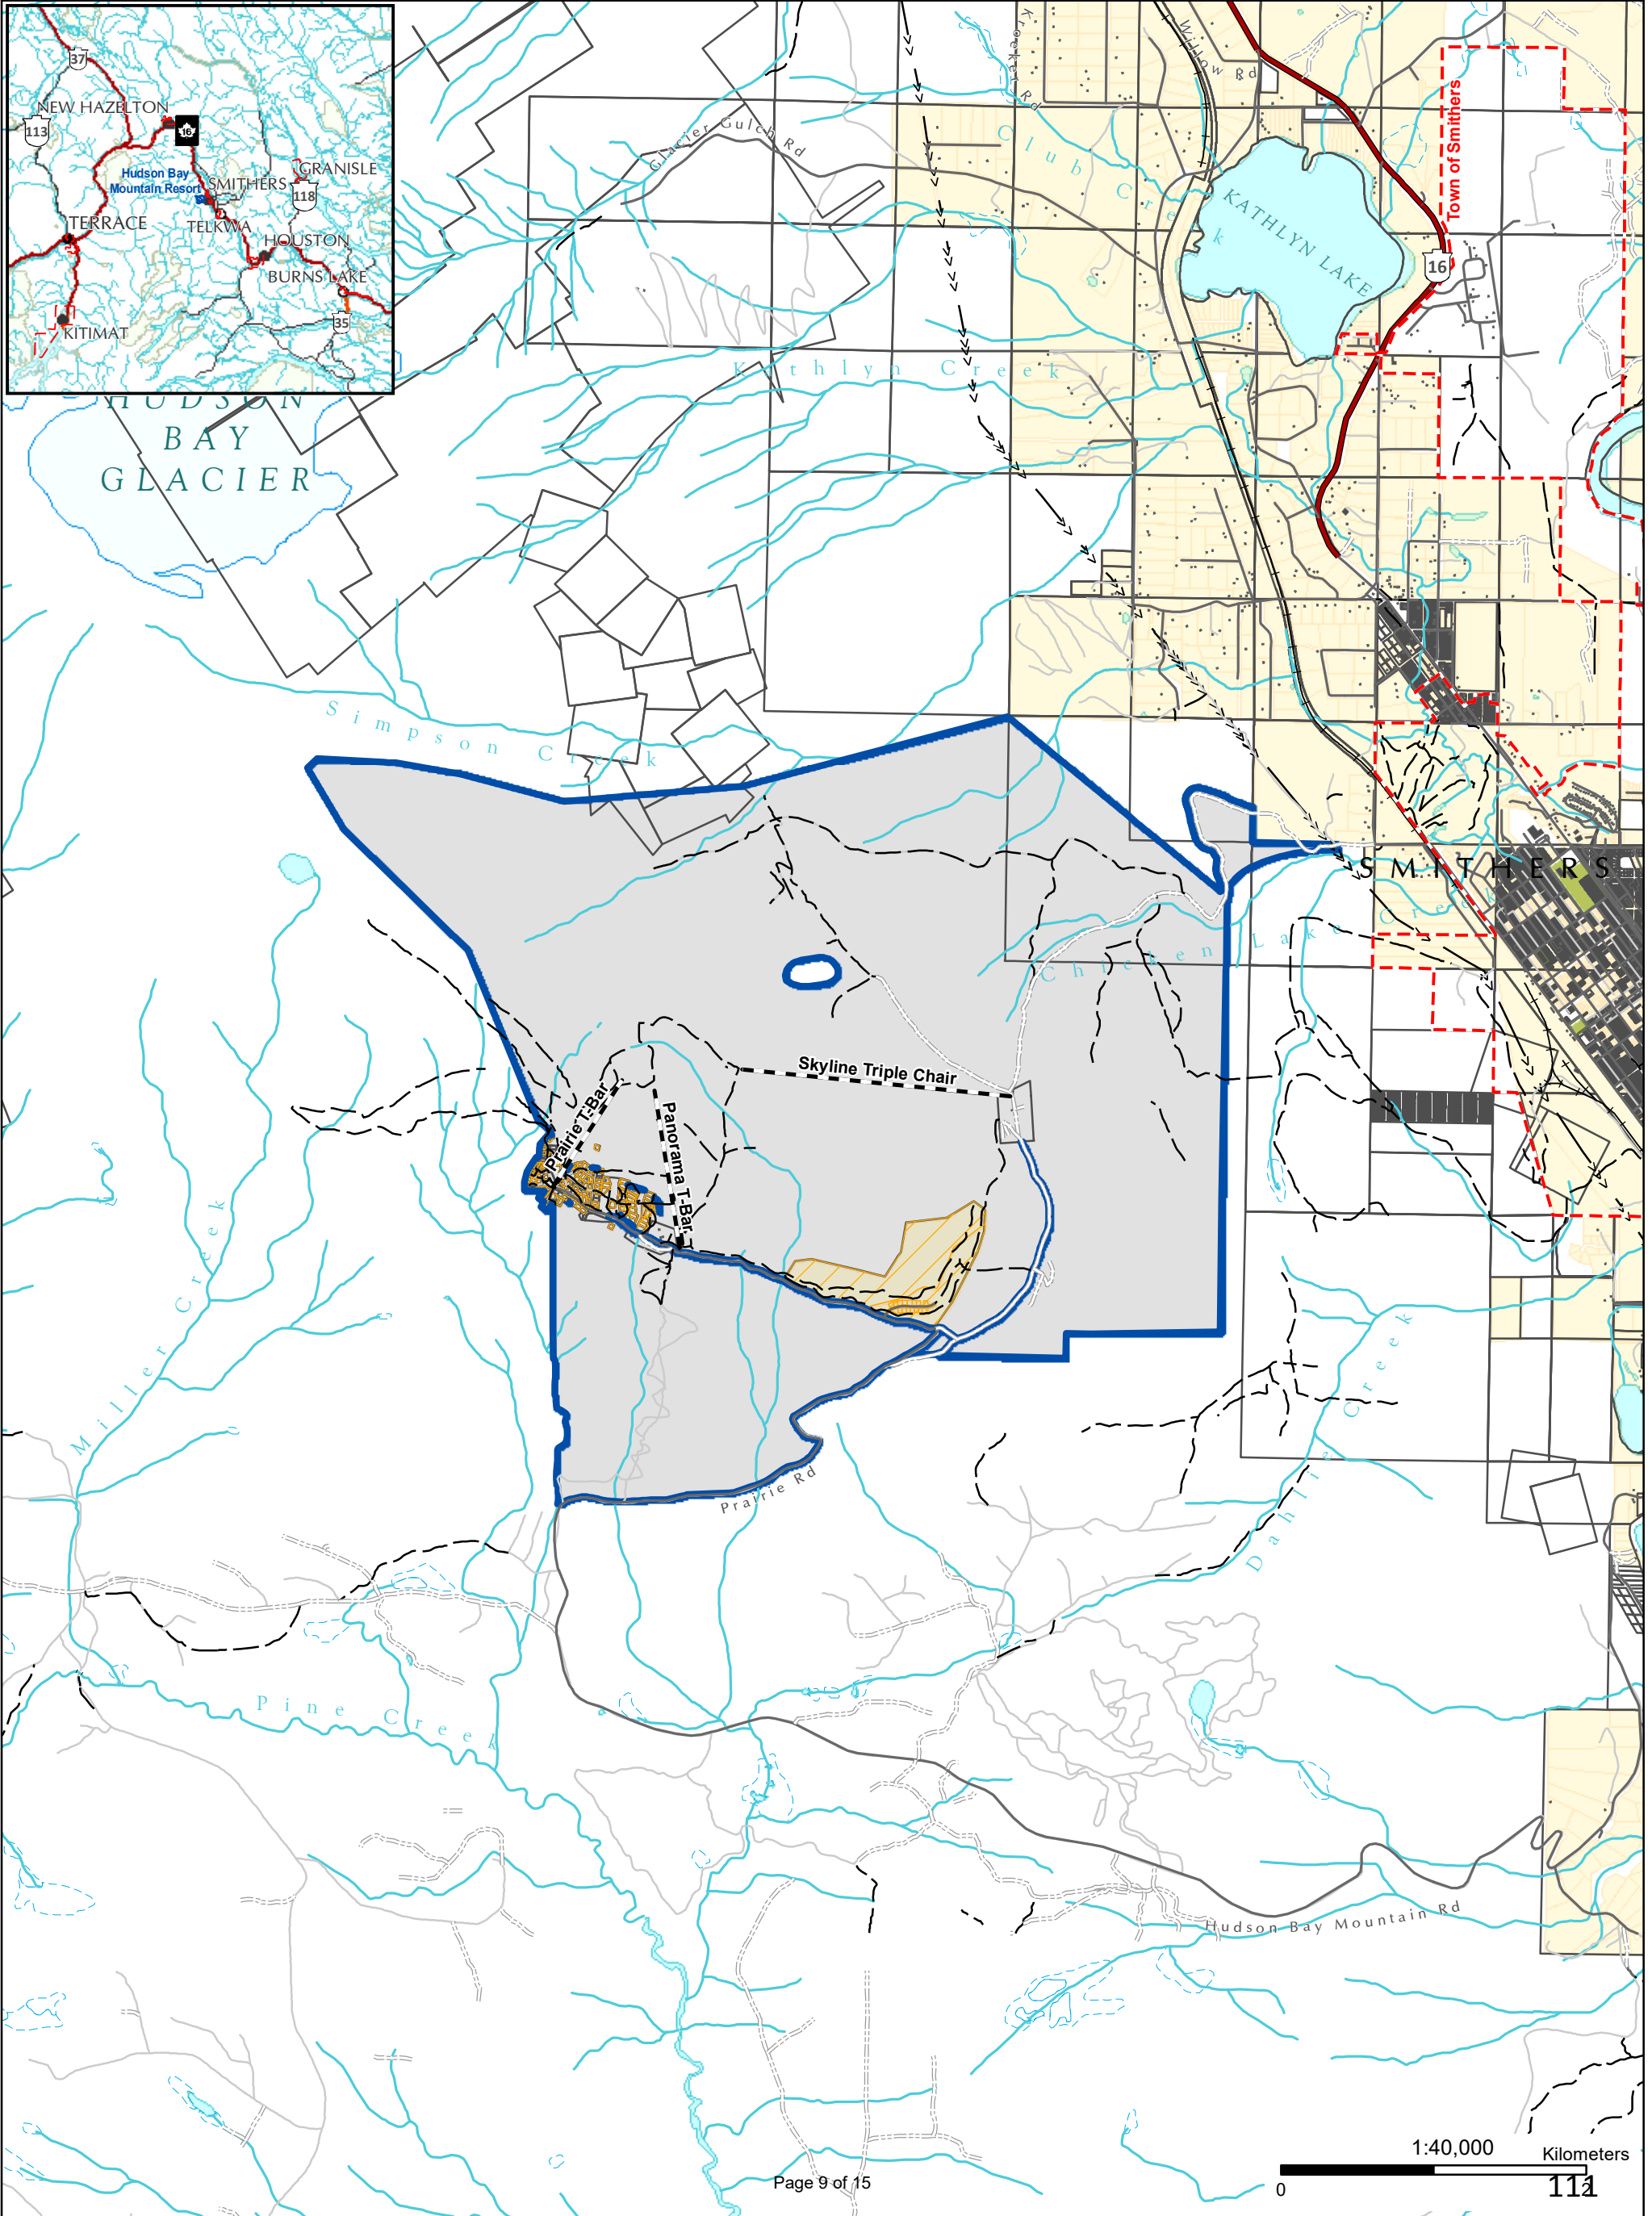 37
NEW HAZELTON
113
16
GRANISLE
Hudson Bay
Mountain Resort
SMITHERS
118
TERRACE
TELKWA
HOUSTON
BURNS LAKE
35
KITIMAT
Kroeker Rd
Willow Rd
Glacier Gulch Rd
Club Creek
KATHLYN LAKE
Town of Smithers
16
Kathlyn Creek
HUDSON
BAY
GLACIER
Simpson Creek
SMITHERS
Chicken Lake Creek
Skyline Triple Chair
Prairie T-Bar
Panorama T-Bar
Miller Creek
Prairie Rd
Dahlie Creek
Pine Creek
Hudson Bay Mountain Rd
1:40,000
Kilometers
Page 9 of 15
0
2
111